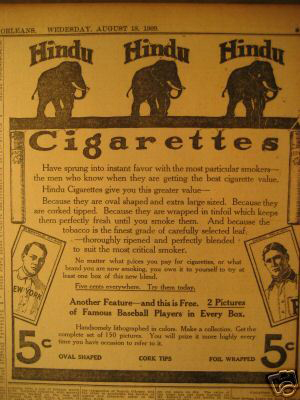 ORLEANS, WEDESDAY, AUGUST 18, 1909.
Hindu Hindu Hindu
Cigarettes
Have sprung into instant favor with the most particular smokers—
the men who know when they are getting the best cigarette value.
Hindu Cigarettes give you this greater value—
Because they are oval shaped and extra large sized. Because they
are corked tipped. Because they are wrapped in tinfoil which keeps
them perfectly fresh until you smoke them. And because the
tobacco is the finest grade of carefully selected leaf.
—thoroughly ripened and perfectly blended
to suit the most critical smoker.
No matter what prices you pay for cigarettes, or what
brand you are now smoking, you owe it to yourself to try at
least one box of this new blend.
Five cents everywhere. Try them today.
Another Feature—and this is Free. 2 Pictures
of Famous Baseball Players in Every Box.
Handsomely lithographed in colors. Make a collection. Get the
complete set of 150 pictures. You will prize it more highly every
time you have occasion to refer to it.
NEW YORK
5c 5c
OVAL SHAPED CORK TIPS FOIL WRAPPED